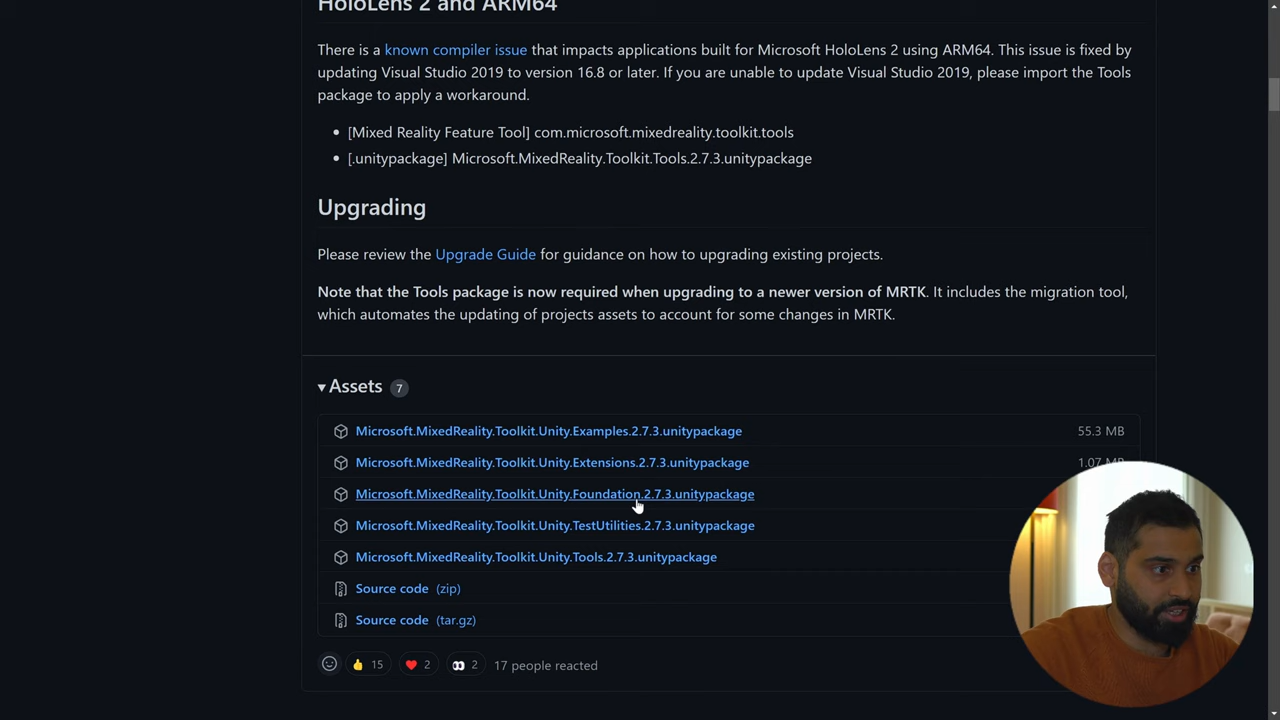 HoloLens 2 and ARM64
There is a known compiler issue that impacts applications built for Microsoft HoloLens 2 using ARM64. This issue is fixed by
updating Visual Studio 2019 to version 16.8 or later. If you are unable to update Visual Studio 2019, please import the Tools
package to apply a workaround.
[Mixed Reality Feature Tool] com.microsoft.mixedreality.toolkit.tools
[.unitypackage] Microsoft.MixedReality.Toolkit.Tools.2.7.3.unitypackage
Upgrading
Please review the Upgrade Guide for guidance on how to upgrading existing projects.
Note that the Tools package is now required when upgrading to a newer version of MRTK. It includes the migration tool,
which automates the updating of projects assets to account for some changes in MRTK.
Assets 7
Microsoft.MixedReality.Toolkit.Unity.Examples.2.7.3.unitypackage 55.3 MB
Microsoft.MixedReality.Toolkit.Unity.Extensions.2.7.3.unitypackage 1.07 MB
Microsoft.MixedReality.Toolkit.Unity.Foundation.2.7.3.unitypackage
Microsoft.MixedReality.Toolkit.Unity.TestUtilities.2.7.3.unitypackage
Microsoft.MixedReality.Toolkit.Unity.Tools.2.7.3.unitypackage
Source code (zip)
Source code (tar.gz)
15 2 2 17 people reacted